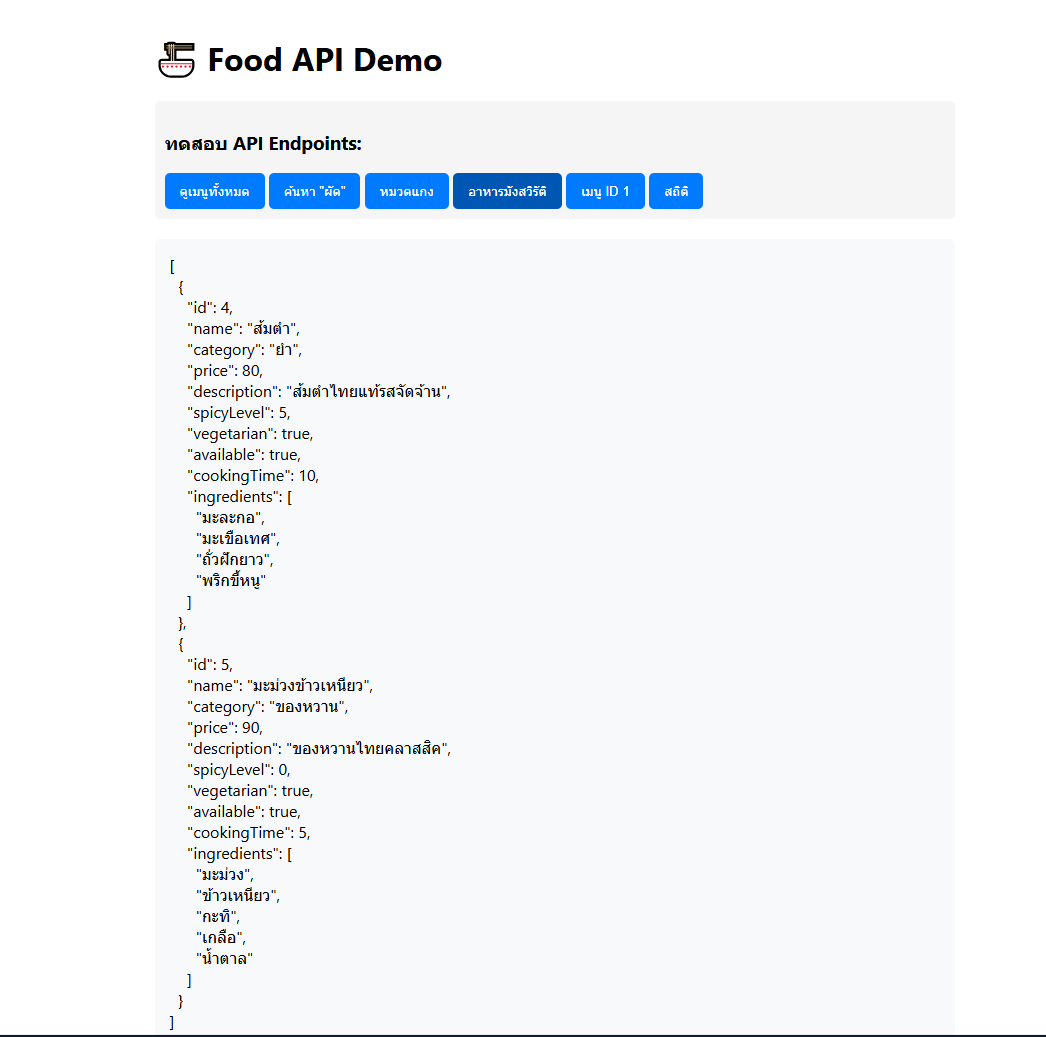 Food API Demo
ทดสอบ API Endpoints:
ดูเมนูทั้งหมด ค้นหา "ผัด" หมวดแกง อาหารมังสวิรัติ เมนู ID 1 สถิติ
[
  {
    "id": 4,
    "name": "ส้มตำ",
    "category": "ยำ",
    "price": 80,
    "description": "ส้มตำไทยแท้รสจัดจ้าน",
    "spicyLevel": 5,
    "vegetarian": true,
    "available": true,
    "cookingTime": 10,
    "ingredients": [
      "มะละกอ",
      "มะเขือเทศ",
      "ถั่วฝักยาว",
      "พริกขี้หนู"
    ]
  },
  {
    "id": 5,
    "name": "มะม่วงข้าวเหนียว",
    "category": "ของหวาน",
    "price": 90,
    "description": "ของหวานไทยคลาสสิค",
    "spicyLevel": 0,
    "vegetarian": true,
    "available": true,
    "cookingTime": 5,
    "ingredients": [
      "มะม่วง",
      "ข้าวเหนียว",
      "กะทิ",
      "เกลือ",
      "น้ำตาล"
    ]
  }
]